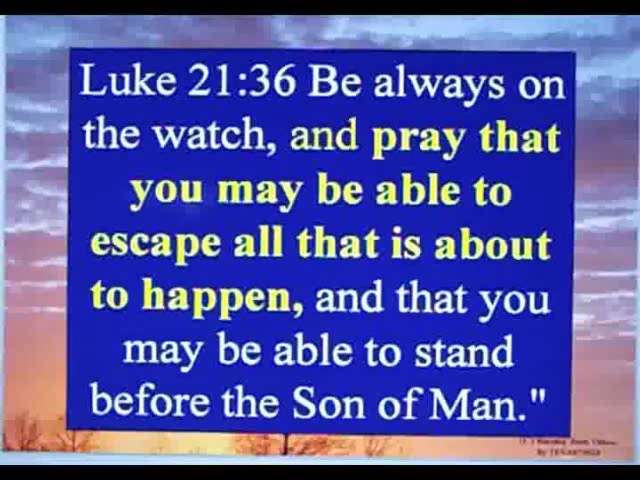 Luke 21:36 Be always on
the watch, and pray that
you may be able to
escape all that is about
to happen, and that you
may be able to stand
before the Son of Man."